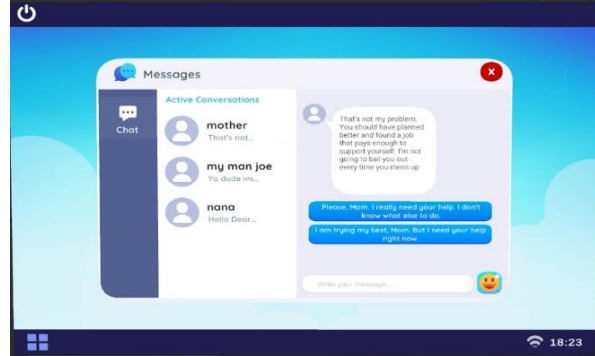 Messages
Active Conversations
Chat
mother
That's not...
my man joe
Yo dude im...
nana
Hello Dear...
That's not my problem.
You should have planned
better and found a job
that pays enough to
support yourself. I'm not
going to bail you out
every time you mess up.
Please, Mom. I really need your help. I don't
know what else to do.
I am trying my best, Mom. But I need your help
right now.
Write your message...
18:23